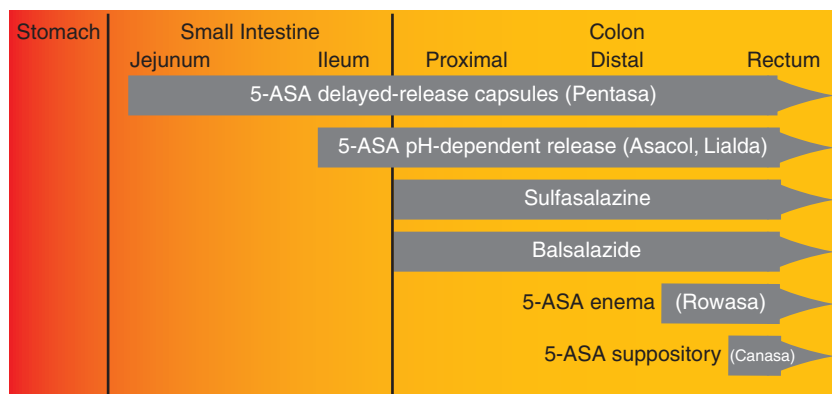 Stomach Small Intestine Colon
Jejunum Ileum Proximal Distal Rectum
5-ASA delayed-release capsules (Pentasa)
5-ASA pH-dependent release (Asacol, Lialda)
Sulfasalazine
Balsalazide
5-ASA enema (Rowasa)
5-ASA suppository (Canasa)